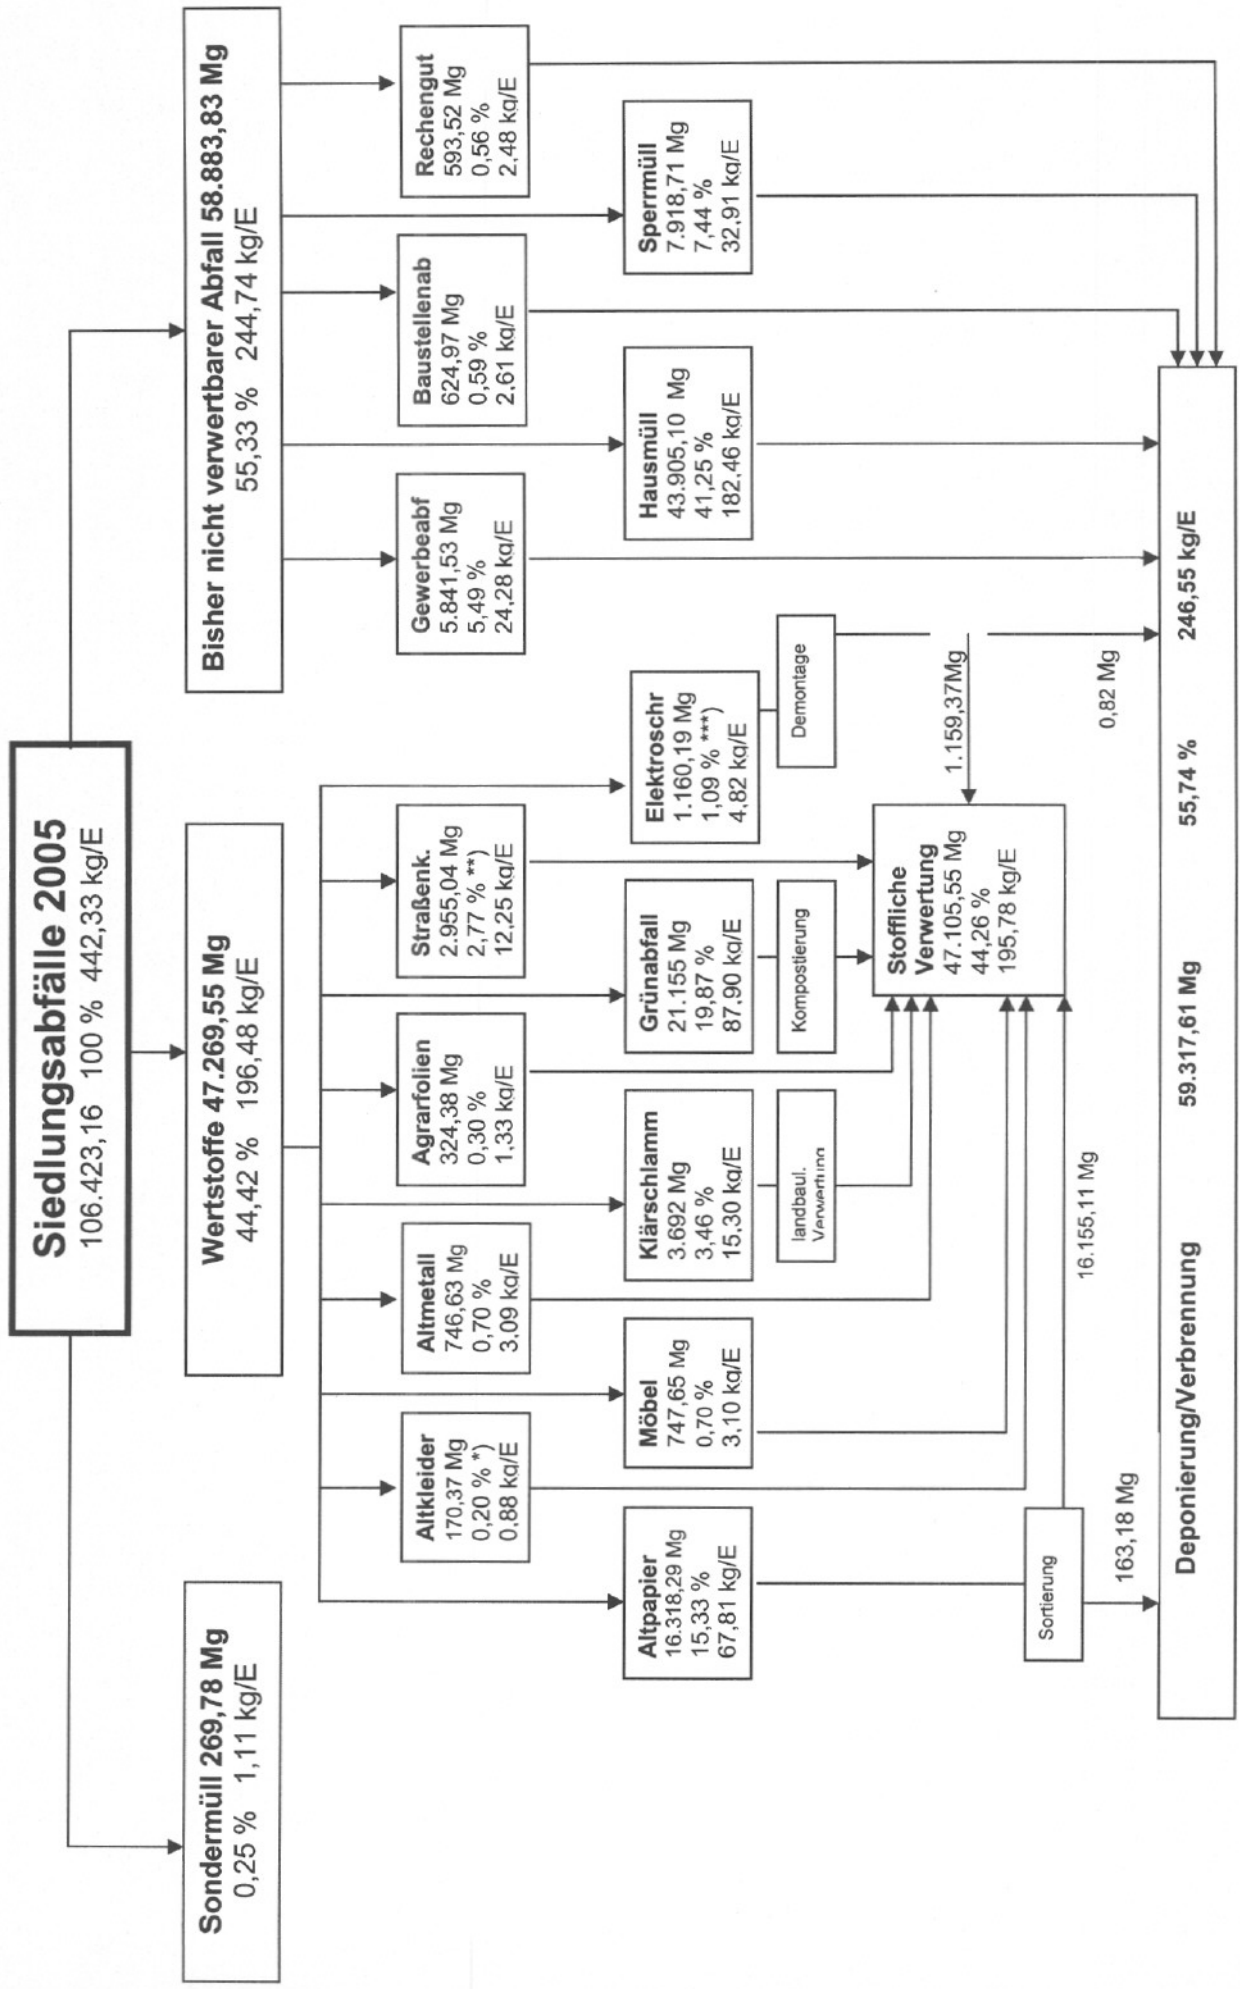 Siedlungsabfälle 2005
106.423,16 100 % 442,33 kg/E
Sondermüll 269,78 Mg
0,25 % 1,11 kg/E
Wertstoffe 47.269,55 Mg
44,42 % 196,48 kg/E
Bisher nicht verwertbarer Abfall 58.883,83 Mg
55,33 % 244,74 kg/E
Altkleider
170,37 Mg
0,20 % *)
0,88 kg/E
Altmetall
746,63 Mg
0,70 %
3,09 kg/E
Agrarfolien
324,38 Mg
0,30 %
1,33 kg/E
Straßenk.
2.955,04 Mg
2,77 % **)
12,25 kg/E
Gewerbeabf
5.841,53 Mg
5,49 %
24,28 kg/E
Baustellenab
624,97 Mg
0,59 %
2,61 kg/E
Rechengut
593,52 Mg
0,56 %
2,48 kg/E
Altpapier
16.318,29 Mg
15,33 %
67,81 kg/E
Möbel
747,65 Mg
0,70 %
3,10 kg/E
Klärschlamm
3.692 Mg
3,46 %
15,30 kg/E
Grünabfall
21.155 Mg
19,87 %
87,90 kg/E
Elektroschr
1.160,19 Mg
1,09 % ***)
4,82 kg/E
Hausmüll
43.905,10 Mg
41,25 %
182,46 kg/E
Sperrmüll
7.918,71 Mg
7,44 %
32,91 kg/E
landbaul.
Verwertung
Kompostierung
Demontage
Stoffliche
Verwertung
47.105,55 Mg
44,26 %
195,78 kg/E
1.159,37Mg
Sortierung
16.155,11 Mg
163,18 Mg
0,82 Mg
Deponierung/Verbrennung 59.317,61 Mg 55,74 % 246,55 kg/E